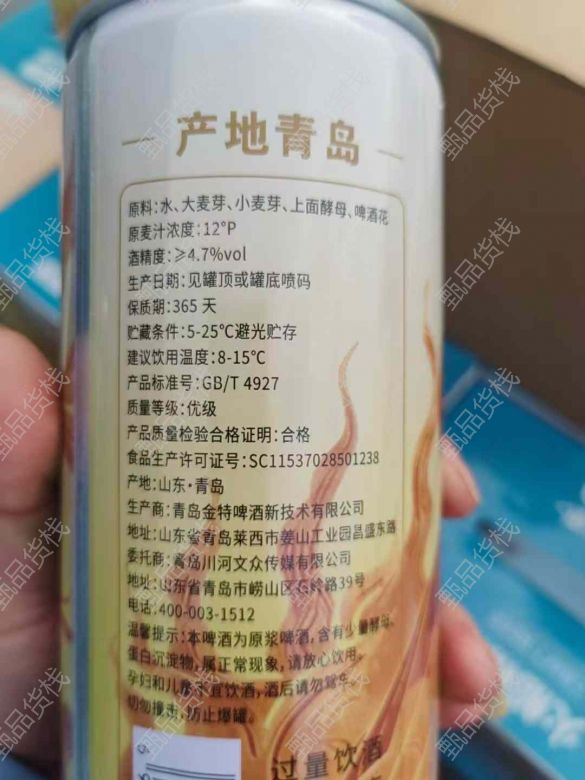 产地青岛
原料:水、大麦芽、小麦芽、上面酵母、啤酒花
原麦汁浓度:12°P
酒精度:≥4.7%vol
生产日期:见罐顶或罐底喷码
保质期:365天
贮藏条件:5-25℃避光贮存
建议饮用温度:8-15℃
产品标准号:GB/T 4927
质量等级:优级
产品质量检验合格证明:合格
食品生产许可证号:SC11537028501238
产地:山东·青岛
生产商:青岛金特啤酒新技术有限公司
地址:山东省青岛莱西市姜山工业园昌盛东路
委托商:青岛川河文众传媒有限公司
地址:山东省青岛市崂山区石岭路39号
电话:400-003-1512
温馨提示:本啤酒为原浆啤酒,含有少量酵母、
蛋白沉淀物,属正常现象,请放心饮用。
孕妇和儿童不宜饮酒,酒后请勿驾车。
切勿撞击,防止爆罐。
过量饮酒
甄品货栈